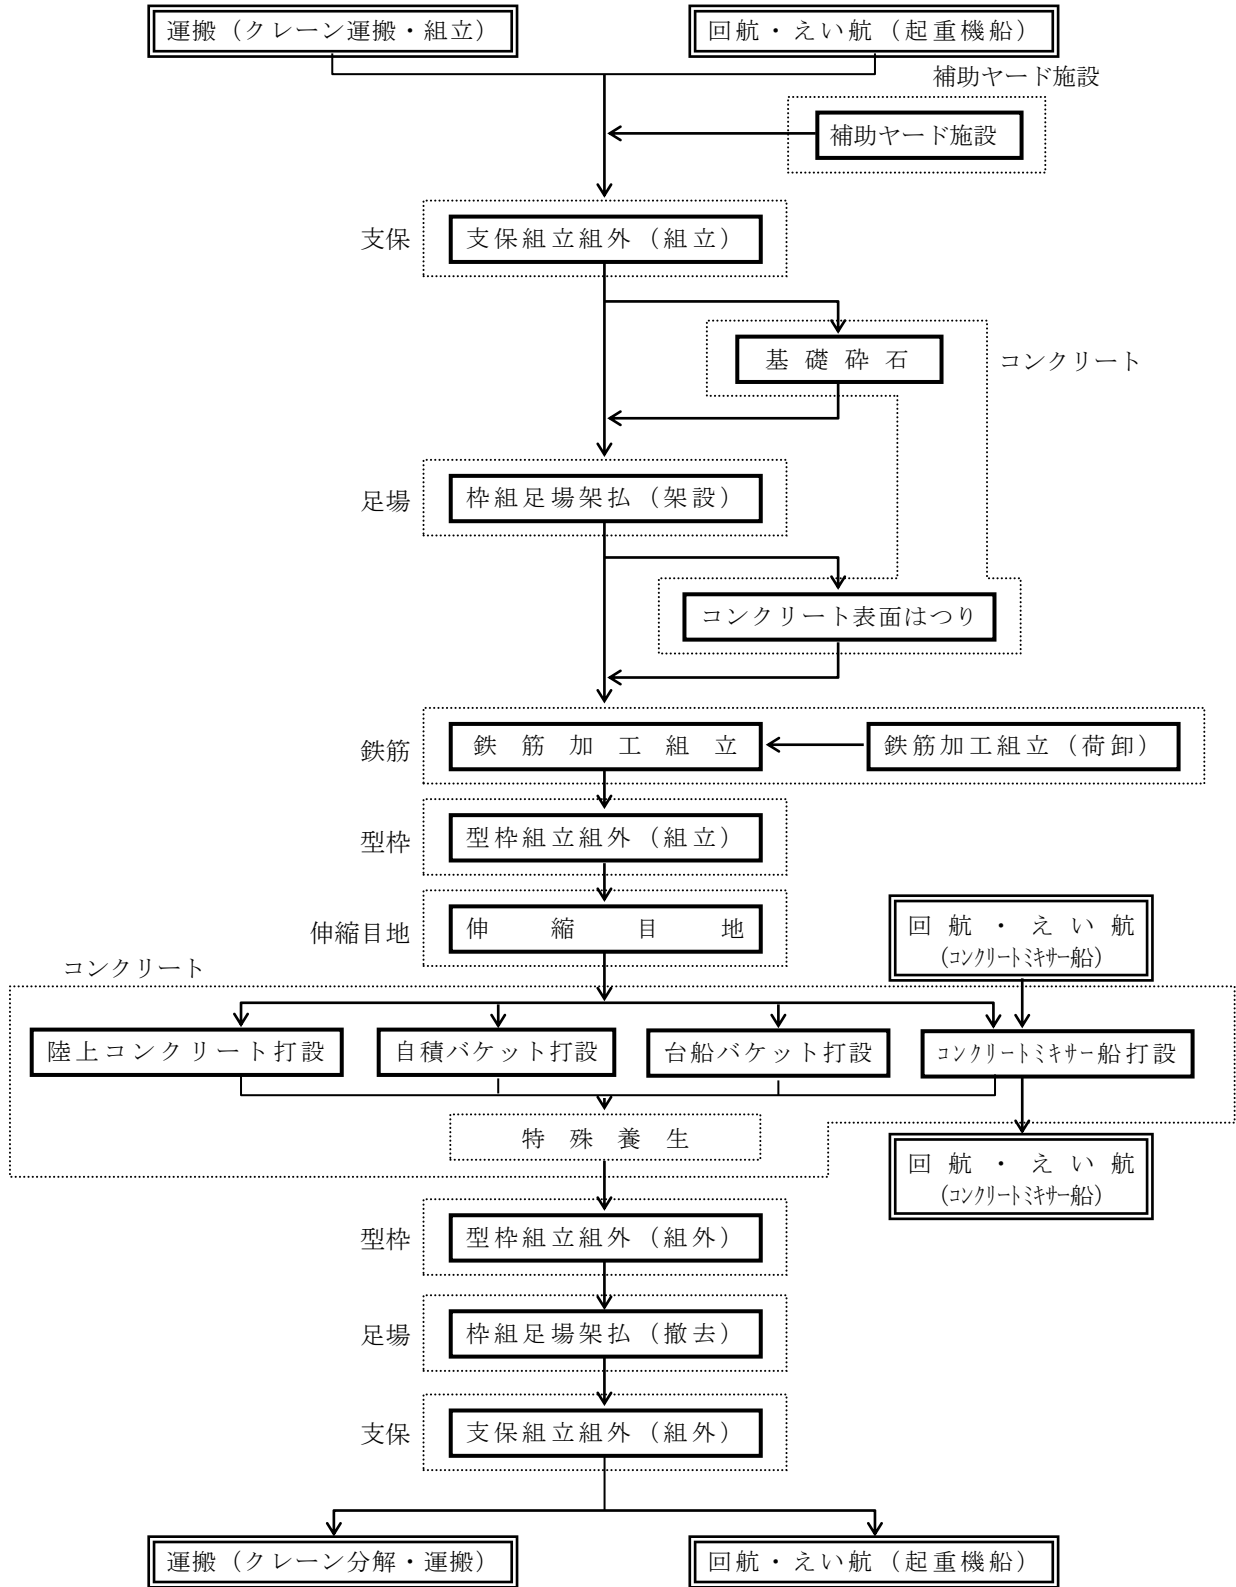 運搬（クレーン運搬・組立）
回航・えい航（起重機船）
補助ヤード施設
補助ヤード施設
支保
支保組立組外（組立）
基礎砕石
コンクリート
足場
枠組足場架払（架設）
コンクリート表面はつり
鉄筋
鉄筋加工組立
鉄筋加工組立（荷卸）
型枠
型枠組立組外（組立）
伸縮目地
伸縮目地
回航・えい航
(コンクリートミキサー船)
コンクリート
陸上コンクリート打設
自積バケット打設
台船バケット打設
コンクリートミキサー船打設
特殊養生
回航・えい航
(コンクリートミキサー船)
型枠
型枠組立組外（組外）
足場
枠組足場架払（撤去）
支保
支保組立組外（組外）
運搬（クレーン分解・運搬）
回航・えい航（起重機船）